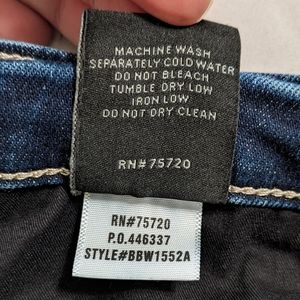 MACHINE WASH
SEPARATELY COLD WATER
DO NOT BLEACH
TUMBLE DRY LOW
IRON LOW
DO NOT DRY CLEAN
RN#75720
RN#75720
P.O.446337
STYLE#BBW1552A